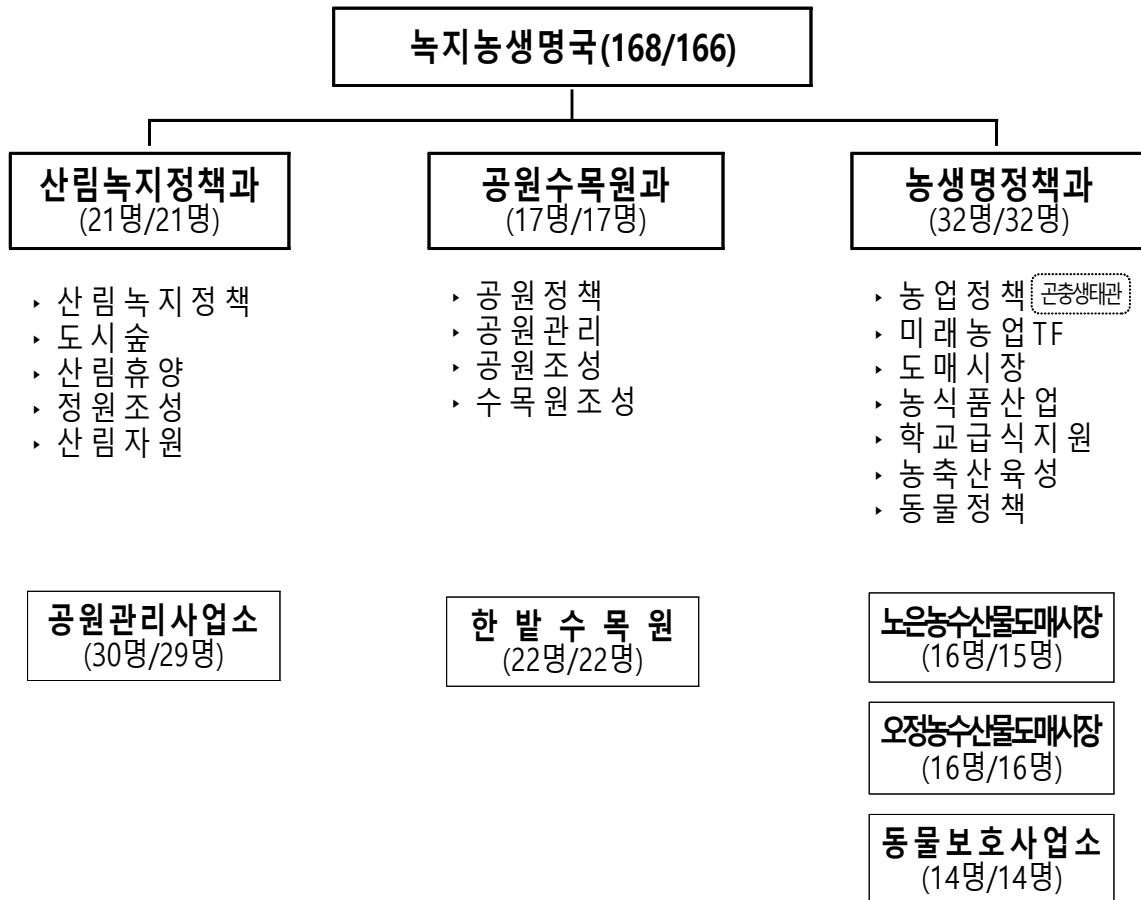 녹지농생명국(168/166)
산림녹지정책과
(21명/21명)
▸ 산림녹지정책
▸ 도시숲
▸ 산림휴양
▸ 정원조성
▸ 산림자원
공원수목원과
(17명/17명)
▸ 공원정책
▸ 공원관리
▸ 공원조성
▸ 수목원조성
농생명정책과
(32명/32명)
▸ 농업정책 곤충생태관
▸ 미래농업TF
▸ 도매시장
▸ 농식품산업
▸ 학교급식지원
▸ 농축산육성
▸ 동물정책
공원관리사업소
(30명/29명)
한 밭 수 목 원
(22명/22명)
노은농수산물도매시장
(16명/15명)
오정농수산물도매시장
(16명/16명)
동물보호사업소
(14명/14명)